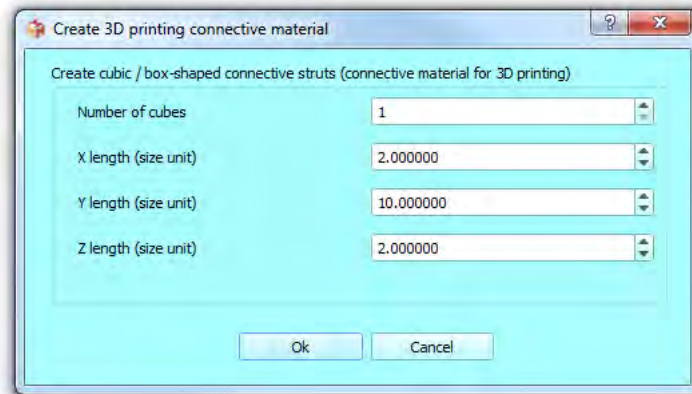 Create 3D printing connective material
Create cubic / box-shaped connective struts (connective material for 3D printing)
Number of cubes 1
X length (size unit) 2.000000
Y length (size unit) 10.000000
Z length (size unit) 2.000000
Ok Cancel